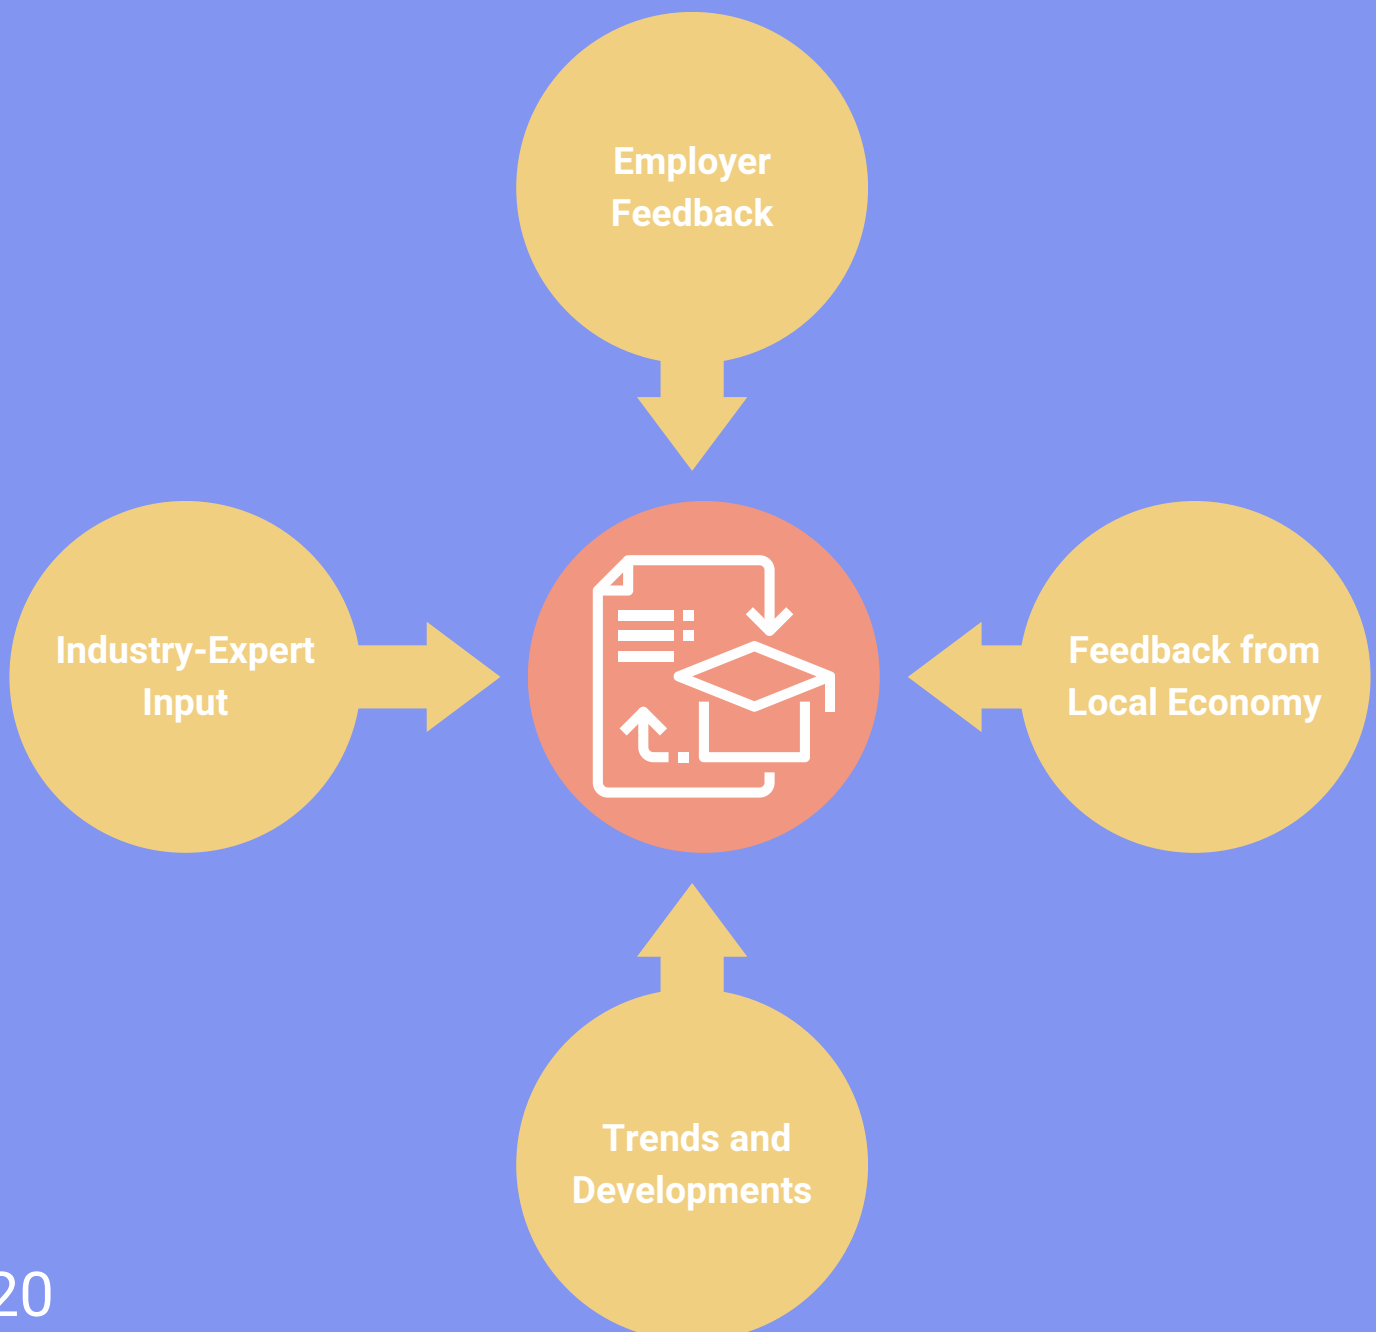 Employer
Feedback
Industry-Expert
Input
Feedback from
Local Economy
Trends and
Developments
20